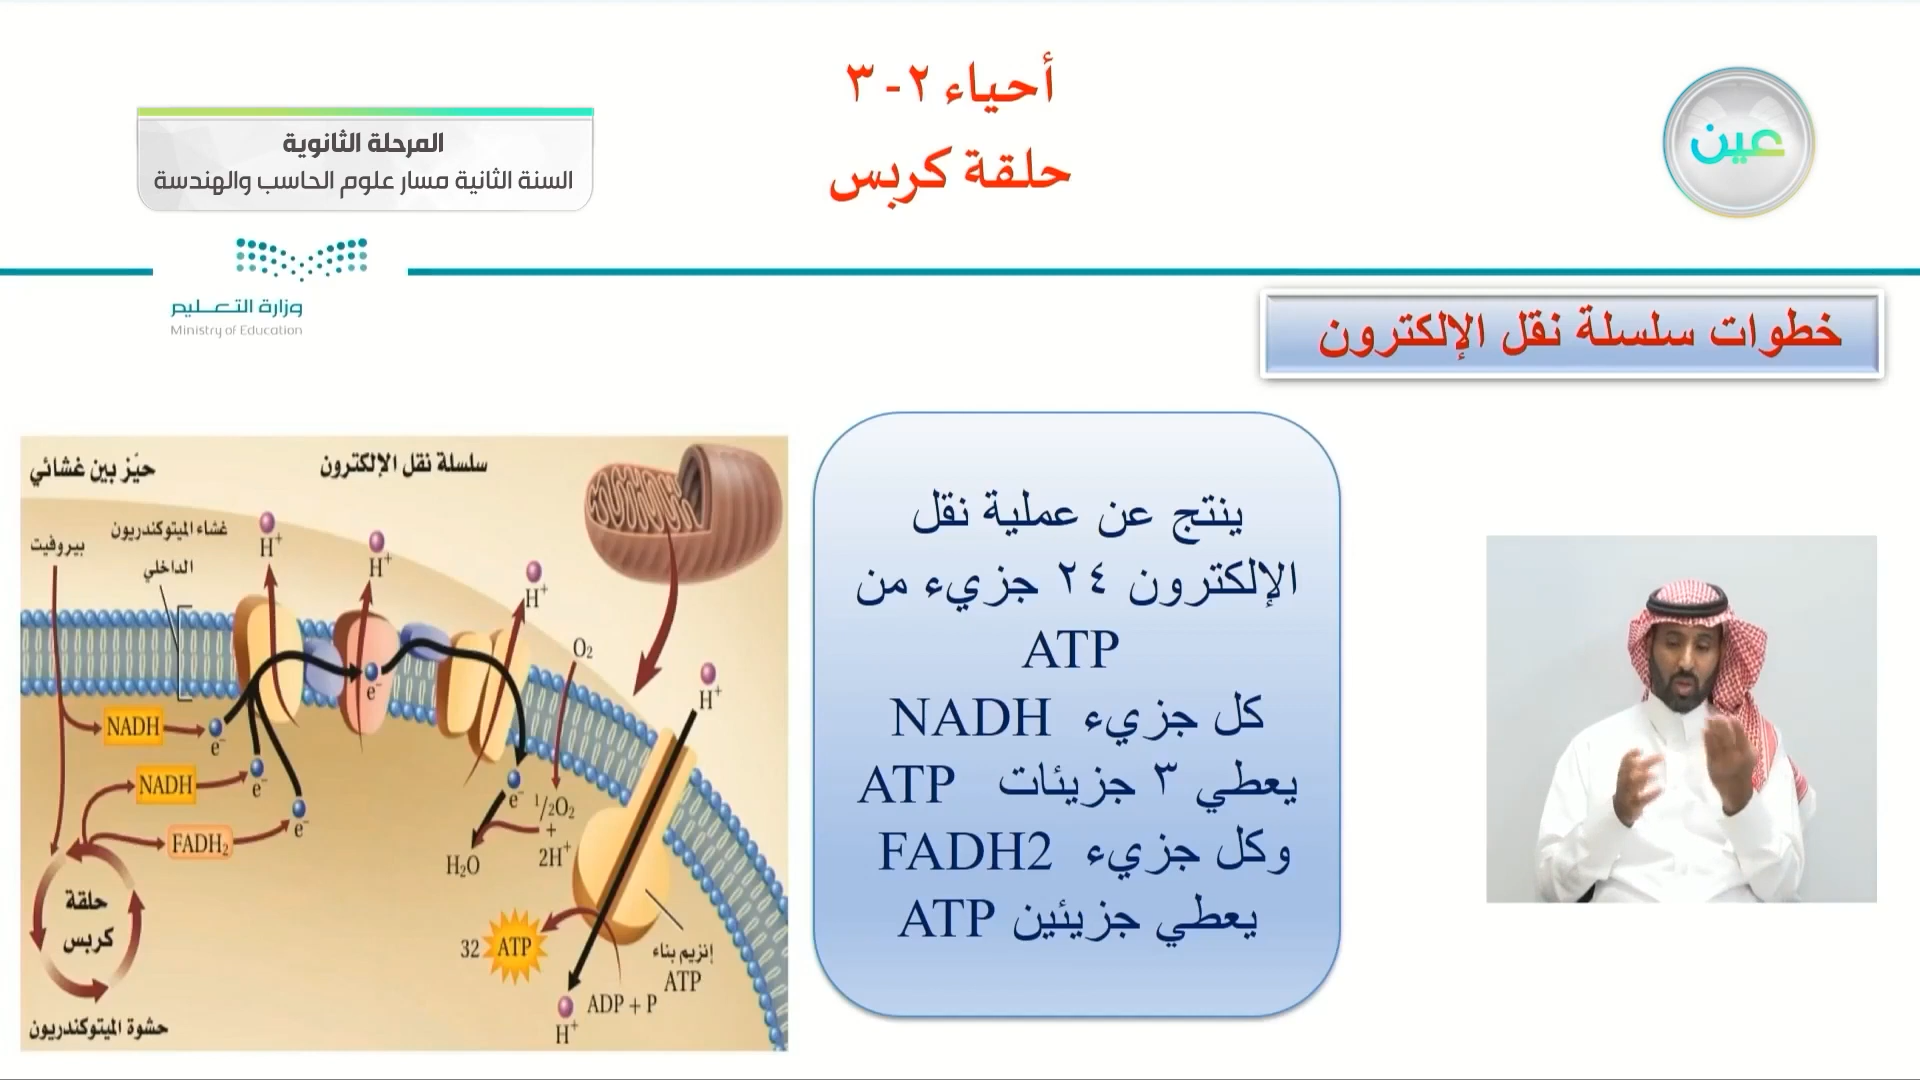 أحياء ٢-٣
حلقة كربس
عين
المرحلة الثانوية
السنة الثانية مسار علوم الحاسب والهندسة
وزارة التعليم
Ministry of Education
خطوات سلسلة نقل الإلكترون
ينتج عن عملية نقل
الإلكترون ٢٤ جزيء من
ATP
كل جزيء NADH
يعطي ٣ جزيئات ATP
وكل جزيء FADH2
يعطي جزيئين ATP
سلسلة نقل الإلكترون
حيّز بين غشائي
غشاء الميتوكندريون
الداخلي
بيروفيت
H+
H+
H+
O2
H+
NADH
e-
e-
NADH
e-
FADH2
e-
e-
1/2O2
+
2H+
H2O
حلقة
كربس
32 ATP
إنزيم بناء
ATP
ADP + P
H+
حشوة الميتوكندريون